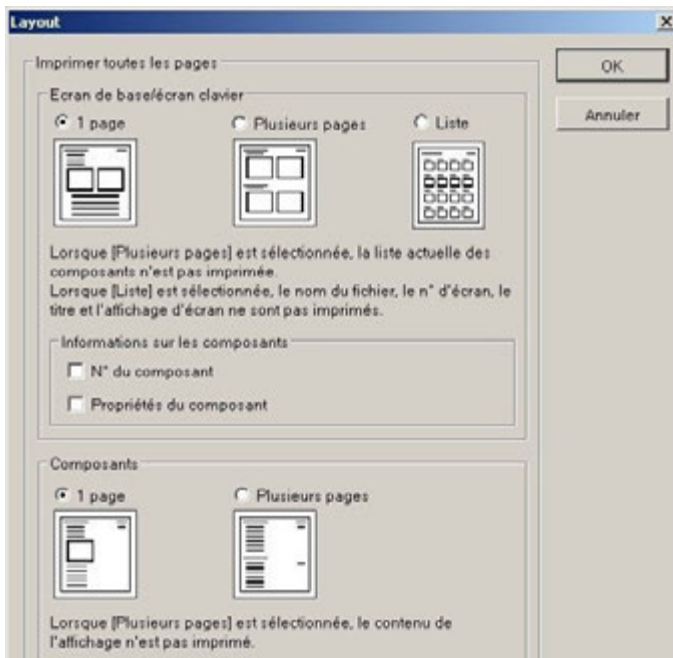 Layout
Imprimer toutes les pages
OK
Annuler
Ecran de base/écran clavier
1 page
Plusieurs pages
Liste
Lorsque [Plusieurs pages] est sélectionnée, la liste actuelle des
composants n'est pas imprimée.
Lorsque [Liste] est sélectionnée, le nom du fichier, le n° d'écran, le
titre et l'affichage d'écran ne sont pas imprimés.
Informations sur les composants
N° du composant
Propriétés du composant
Composants
1 page
Plusieurs pages
Lorsque [Plusieurs pages] est sélectionnée, le contenu de
l'affichage n'est pas imprimé.